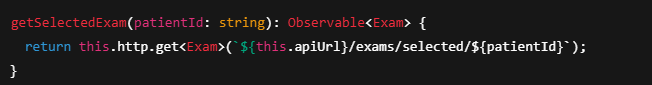 getSelectedExam(patientId: string): Observable<Exam> {
  return this.http.get<Exam>(`${this.apiUrl}/exams/selected/${patientId}`);
}